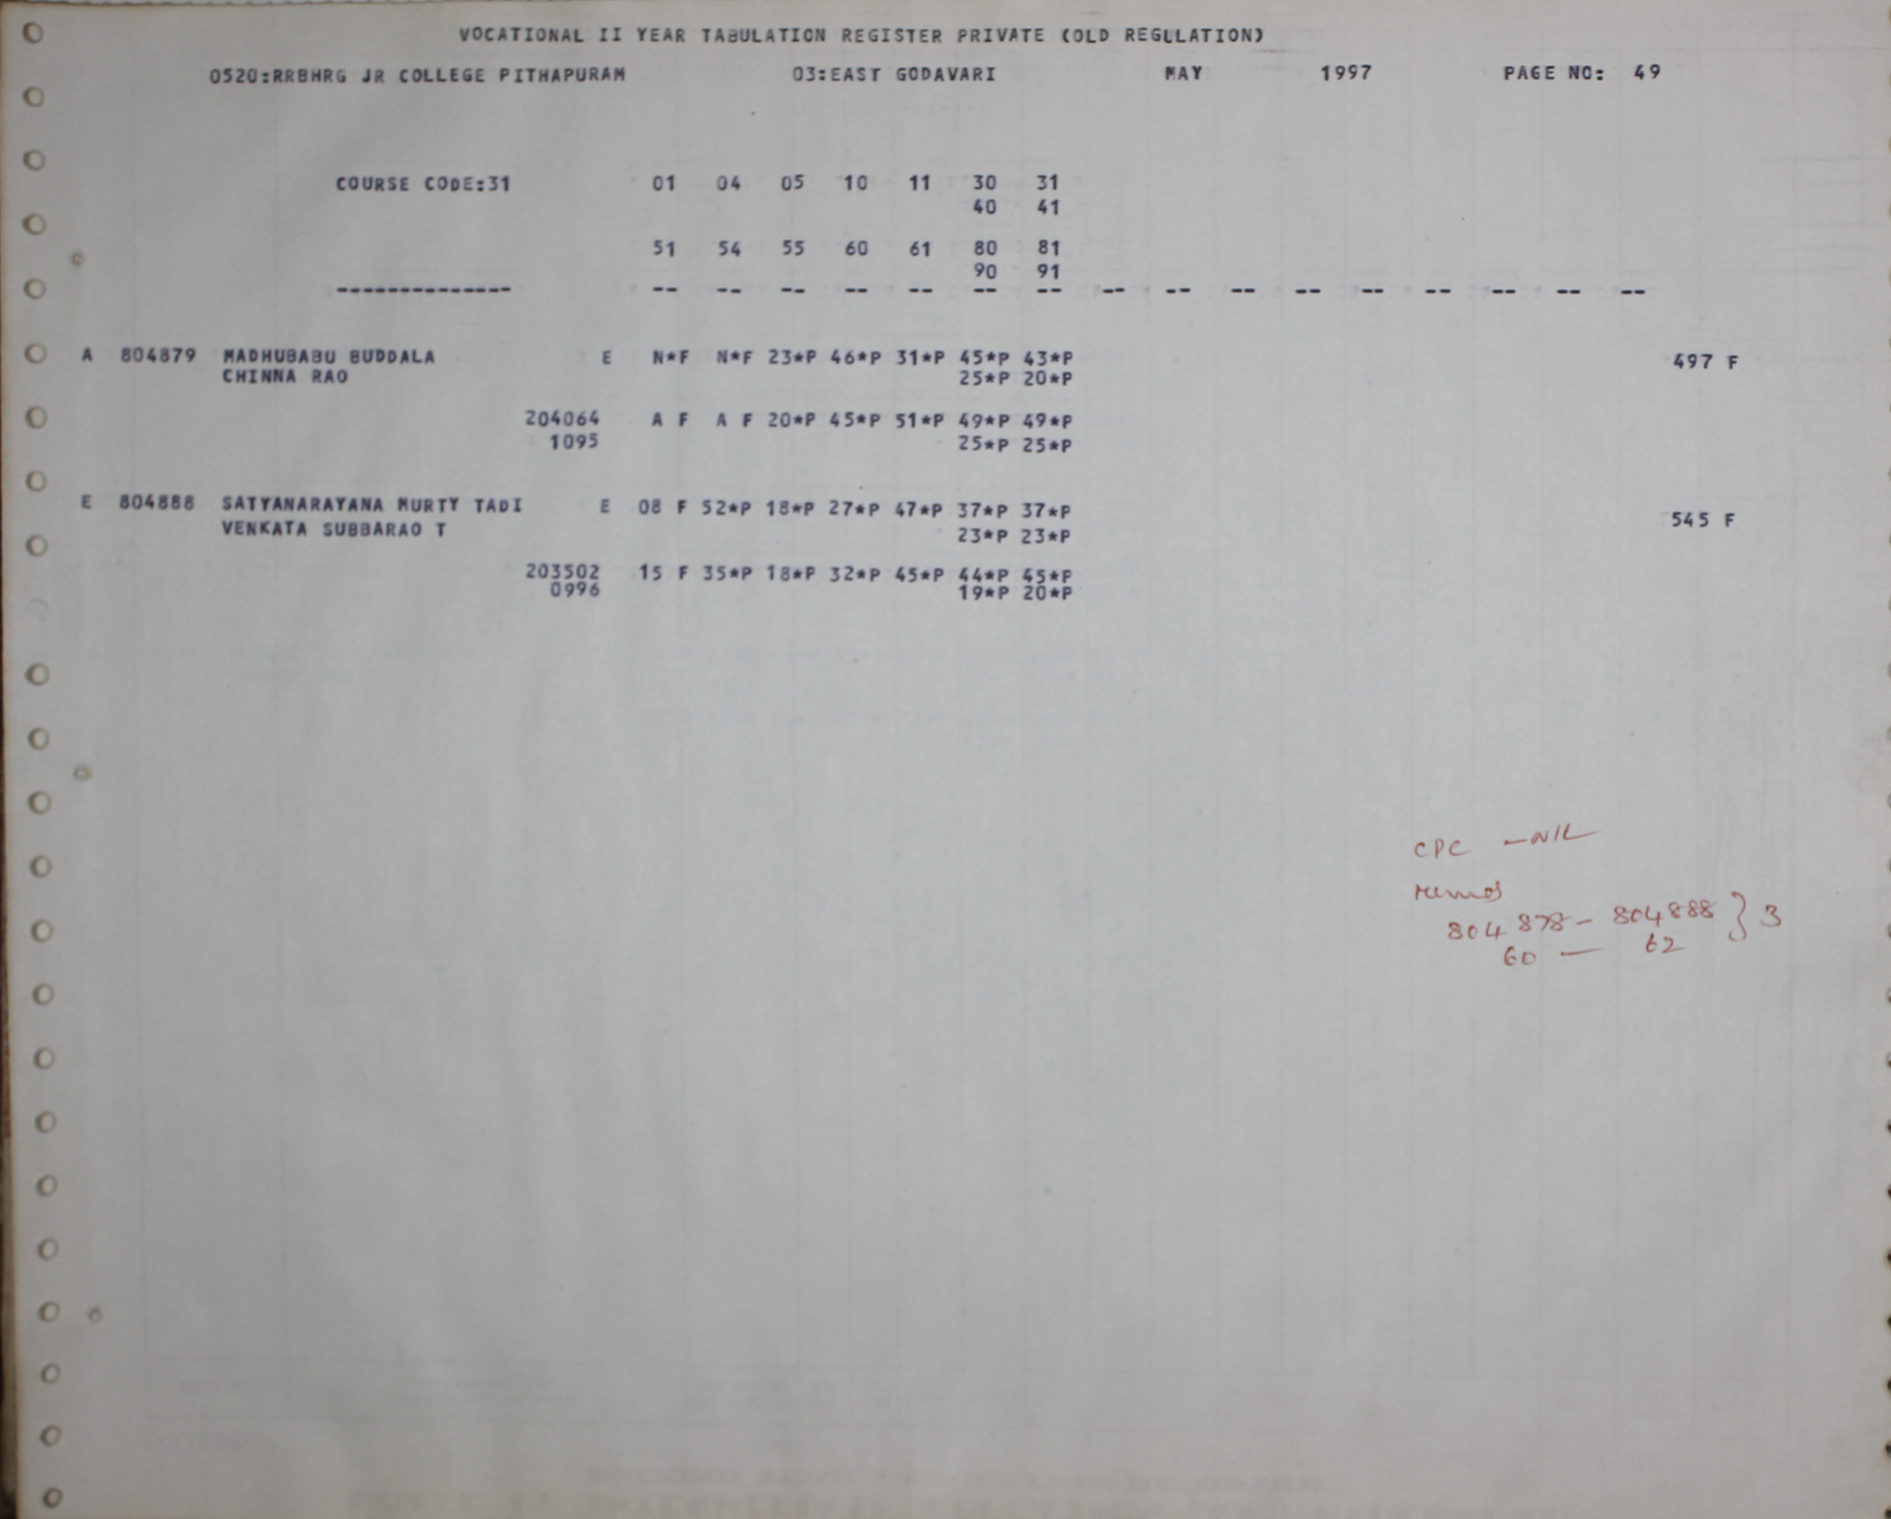 VOCATIONAL II YEAR TABULATION REGISTER PRIVATE (OLD REGULATION)
0520:RRBHRG JR COLLEGE PITHAPURAM 03:EAST GODAVARI MAY 1997 PAGE NO: 49
COURSE CODE:31 01 04 05 10 11 30 31
40 41
51 54 55 60 61 80 81
90 91
-------------- -- -- -- -- -- -- -- -- -- -- -- -- -- -- -- --
A 804879 MADHUBABU BUDDALA E N*F N*F 23*P 46*P 31*P 45*P 43*P 497 F
CHINNA RAO 25*P 20*P
204064 A F A F 20*P 45*P 51*P 49*P 49*P
1095 25*P 25*P
E 804888 SATYANARAYANA MURTY TADI E 08 F 52*P 18*P 27*P 47*P 37*P 37*P 545 F
VENKATA SUBBARAO T 23*P 23*P
203502 15 F 35*P 18*P 32*P 45*P 44*P 45*P
0996 19*P 20*P
CPC - NIL
804878 - 804888 } 3
60 - 62